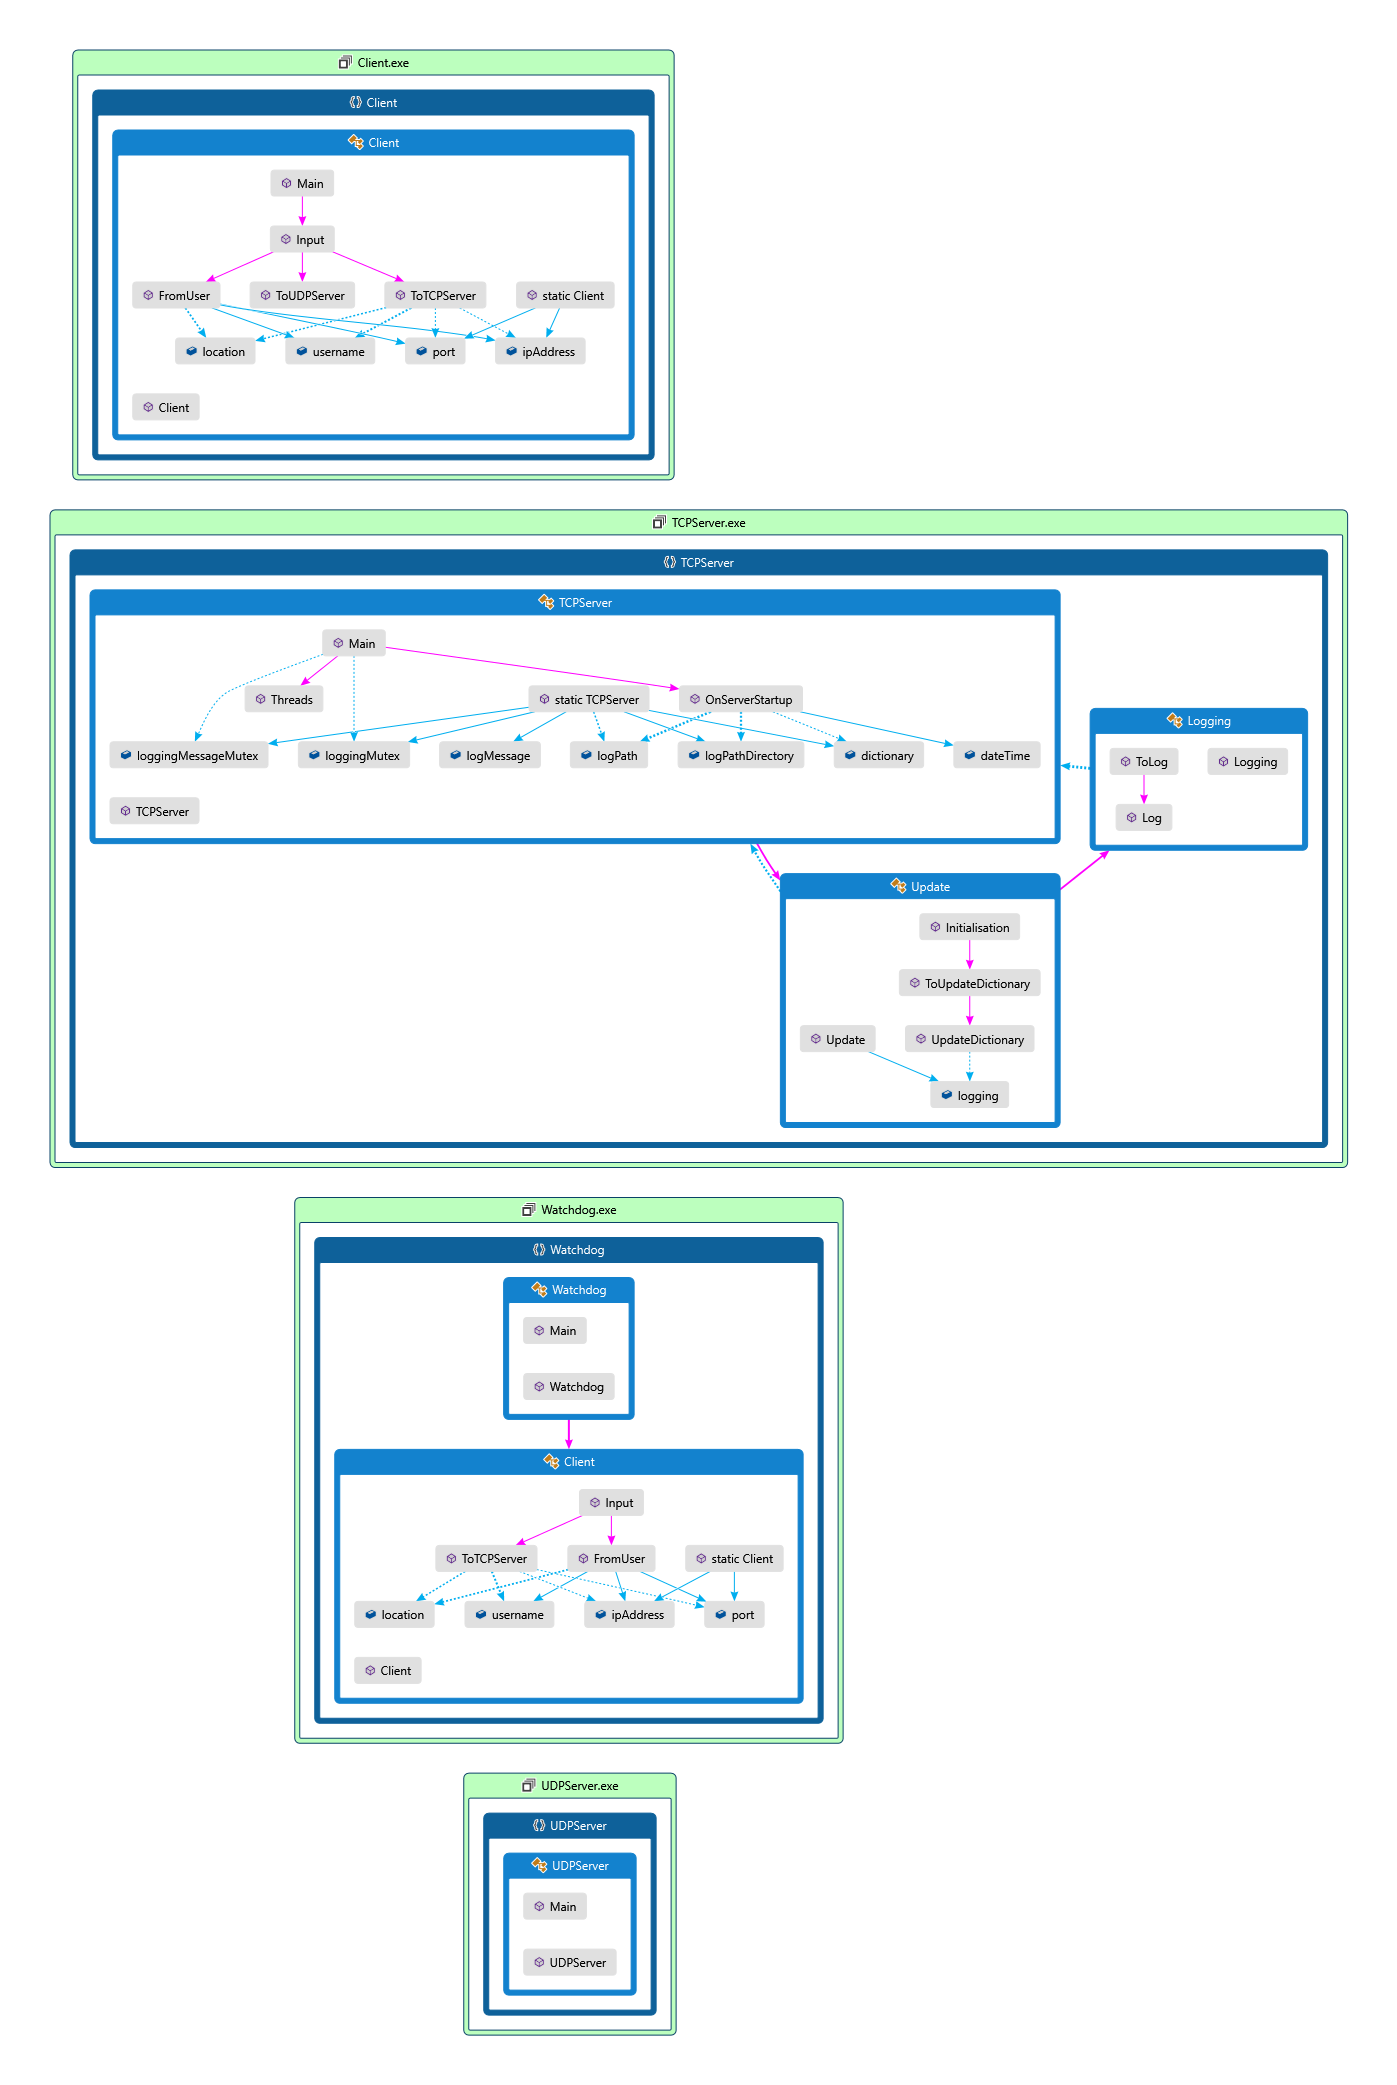 Client.exe
Client
Client
Main
Input
FromUser
ToUDPServer
ToTCPServer
static Client
location
username
port
ipAddress
Client
TCPServer.exe
TCPServer
TCPServer
Main
Threads
static TCPServer
OnServerStartup
loggingMessageMutex
loggingMutex
logMessage
logPath
logPathDirectory
dictionary
dateTime
TCPServer
Logging
ToLog
Logging
Log
Update
Initialisation
ToUpdateDictionary
Update
UpdateDictionary
logging
Watchdog.exe
Watchdog
Watchdog
Main
Watchdog
Client
Input
ToTCPServer
FromUser
static Client
location
username
ipAddress
port
Client
UDPServer.exe
UDPServer
UDPServer
Main
UDPServer